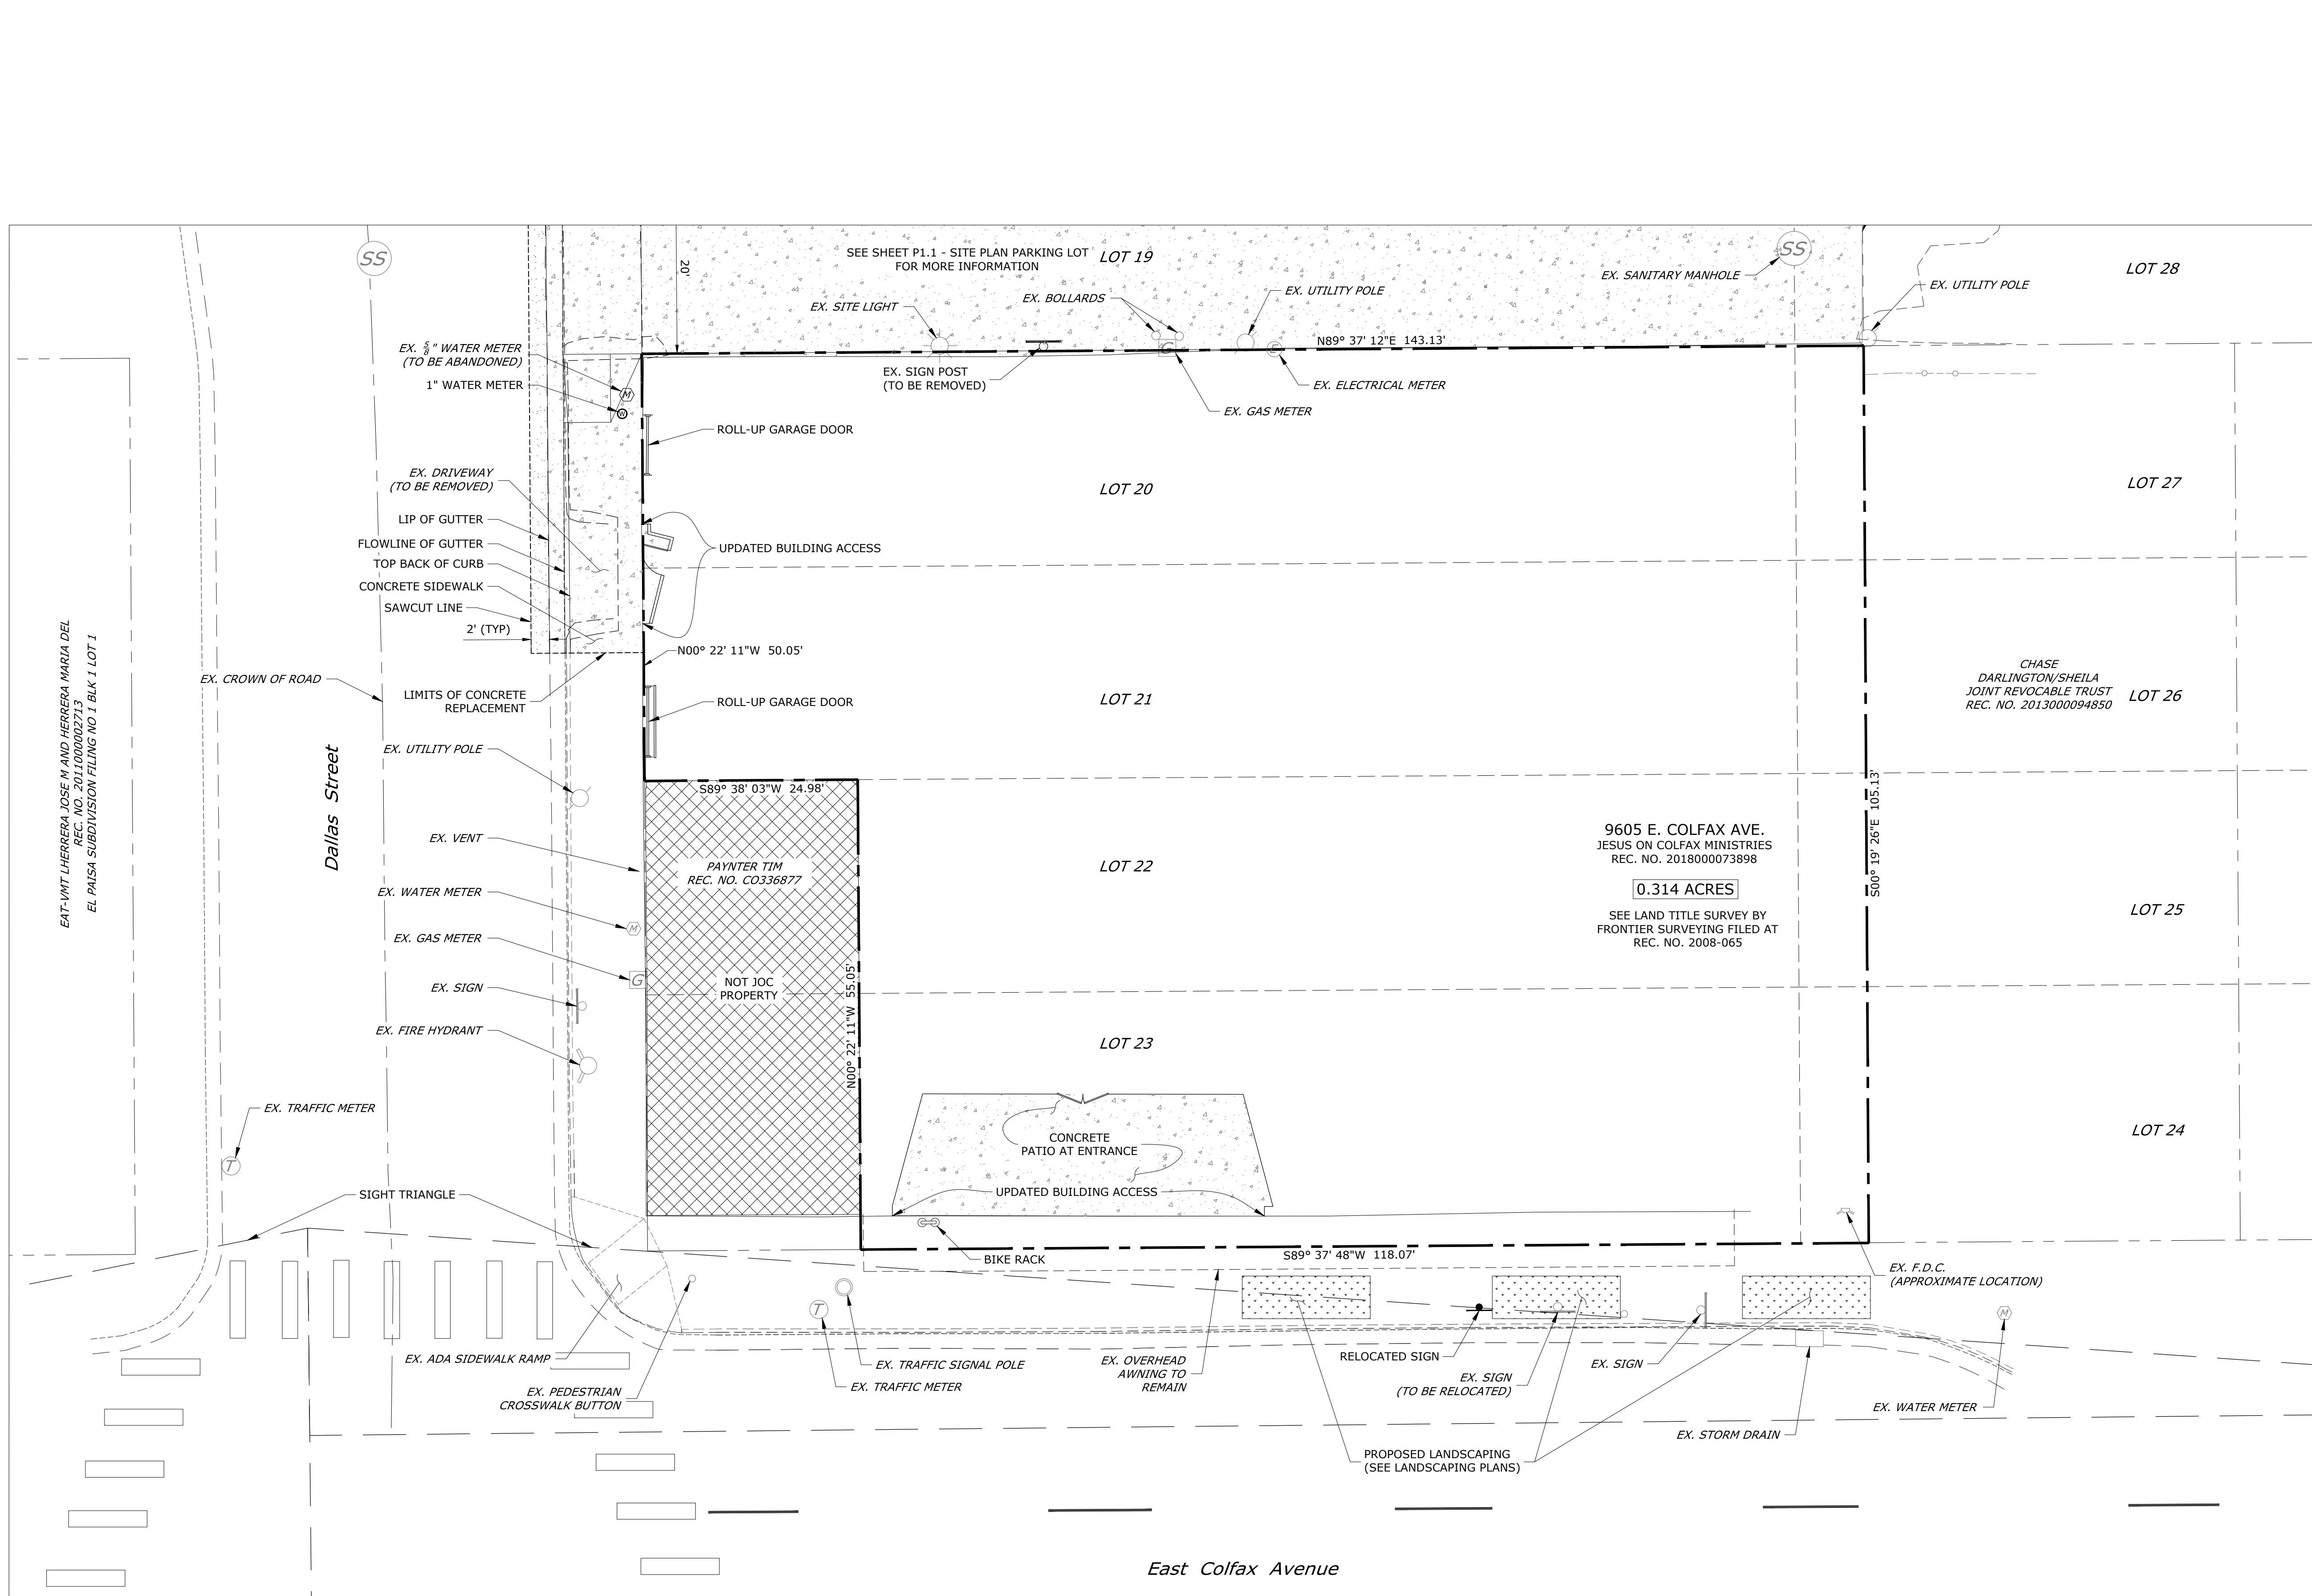 SS
20'
SEE SHEET P1.1 - SITE PLAN PARKING LOT
FOR MORE INFORMATION
LOT 19
EX. SITE LIGHT
EX. BOLLARDS
EX. UTILITY POLE
EX. SANITARY MANHOLE
SS
EX. UTILITY POLE
LOT 28
EX. 5/8" WATER METER
(TO BE ABANDONED)
1" WATER METER
M
W
G
E
N89° 37' 12"E 143.13'
EX. SIGN POST
(TO BE REMOVED)
EX. GAS METER
EX. ELECTRICAL METER
ROLL-UP GARAGE DOOR
EX. DRIVEWAY
(TO BE REMOVED)
LOT 20
LOT 27
LIP OF GUTTER
FLOWLINE OF GUTTER
TOP BACK OF CURB
CONCRETE SIDEWALK
SAWCUT LINE
2' (TYP)
UPDATED BUILDING ACCESS
N00° 22' 11"W 50.05'
EX. CROWN OF ROAD
LIMITS OF CONCRETE
REPLACEMENT
ROLL-UP GARAGE DOOR
LOT 21
CHASE
DARLINGTON/SHEILA
JOINT REVOCABLE TRUST
REC. NO. 2013000094850
LOT 26
EAT-VMT LHERRERA JOSE M AND HERRERA MARIA DEL
REC. NO. 2011000002713
EL PAISA SUBDIVISION FILING NO 1 BLK 1 LOT 1
Dallas Street
EX. UTILITY POLE
S89° 38' 03"W 24.98'
EX. VENT
PAYNTER TIM
REC. NO. CO336877
LOT 22
9605 E. COLFAX AVE.
JESUS ON COLFAX MINISTRIES
REC. NO. 2018000073898
0.314 ACRES
SEE LAND TITLE SURVEY BY
FRONTIER SURVEYING FILED AT
REC. NO. 2008-065
S00° 19' 26"E 105.13'
LOT 25
EX. WATER METER
M
EX. GAS METER
G
NOT JOC
PROPERTY
N00° 22' 11"W 55.05'
EX. SIGN
EX. FIRE HYDRANT
LOT 23
EX. TRAFFIC METER
T
CONCRETE
PATIO AT ENTRANCE
LOT 24
SIGHT TRIANGLE
UPDATED BUILDING ACCESS
BIKE RACK
S89° 37' 48"W 118.07'
EX. F.D.C.
(APPROXIMATE LOCATION)
T
M
EX. ADA SIDEWALK RAMP
EX. PEDESTRIAN
CROSSWALK BUTTON
EX. TRAFFIC SIGNAL POLE
EX. TRAFFIC METER
EX. OVERHEAD
AWNING TO
REMAIN
RELOCATED SIGN
EX. SIGN
(TO BE RELOCATED)
EX. SIGN
EX. WATER METER
EX. STORM DRAIN
PROPOSED LANDSCAPING
(SEE LANDSCAPING PLANS)
East Colfax Avenue